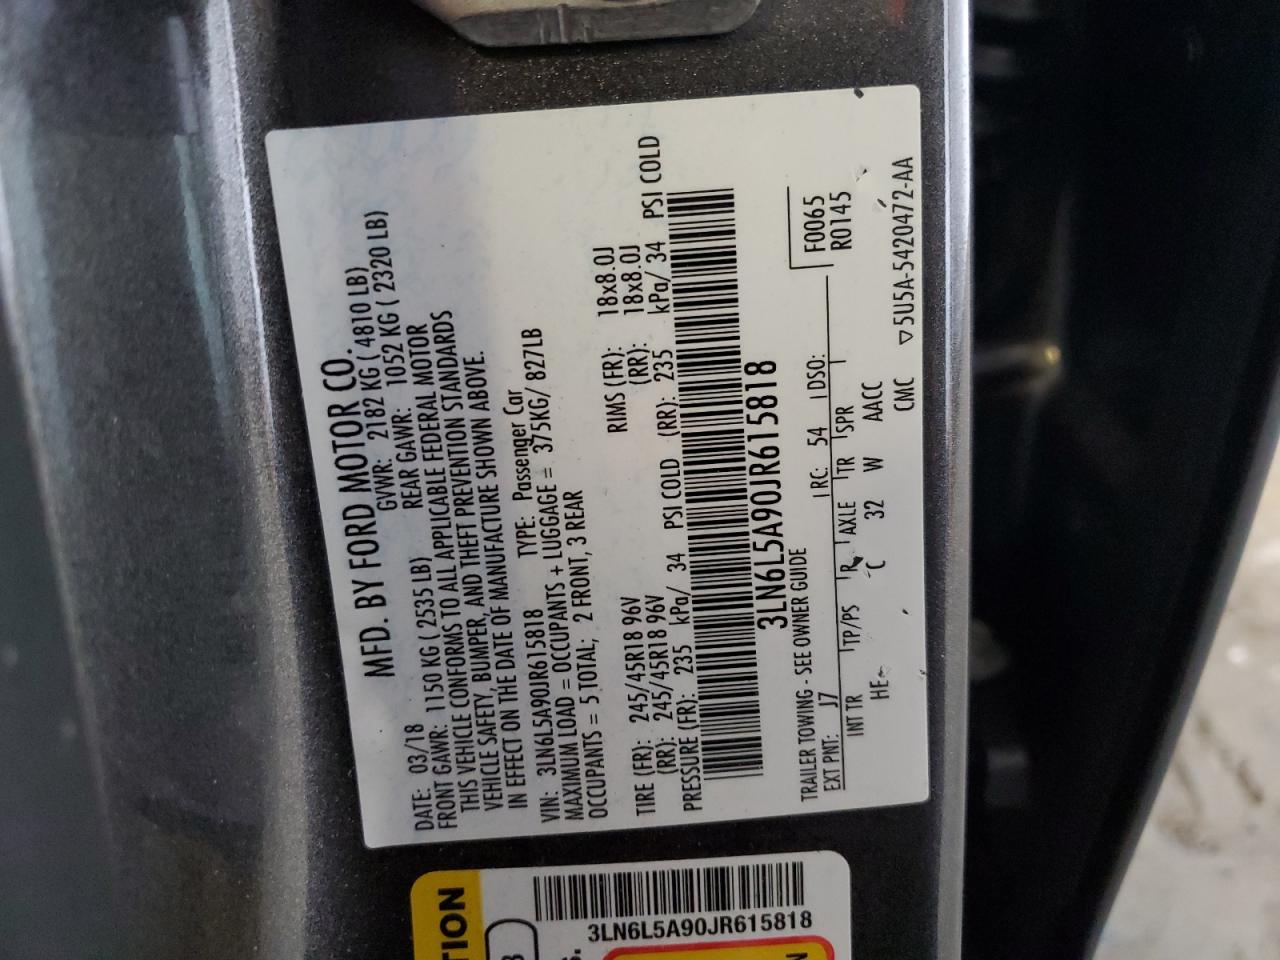 MFD. BY FORD MOTOR CO.
DATE: 03/18 GVWR: 2182 KG ( 4810 LB)
FRONT GAWR: 1150 KG ( 2535 LB) REAR GAWR: 1052 KG ( 2320 LB)
THIS VEHICLE CONFORMS TO ALL APPLICABLE FEDERAL MOTOR
VEHICLE SAFETY, BUMPER, AND THEFT PREVENTION STANDARDS
IN EFFECT ON THE DATE OF MANUFACTURE SHOWN ABOVE.
VIN: 3LN6L5A90JR615818 TYPE: Passenger Car
MAXIMUM LOAD = OCCUPANTS + LUGGAGE = 375KG/ 827LB
OCCUPANTS = 5 TOTAL; 2 FRONT, 3 REAR
TIRE (FR): 245/45R18 96V RIMS (FR): 18x8.0J
(RR): 245/45R18 96V (RR): 18x8.0J
PRESSURE (FR): 235 kPa/ 34 PSI COLD (RR): 235 kPa/ 34 PSI COLD
3LN6L5A90JR615818
TRAILER TOWING - SEE OWNER GUIDE F0065
EXT PNT: J7 RC: 54 DSO: R0145
INT TR TP/PS R AXLE TR SPR
HE C 32 W AACC
CMC ▽5U5A-5420472-AA
TION
3LN6L5A90JR615818